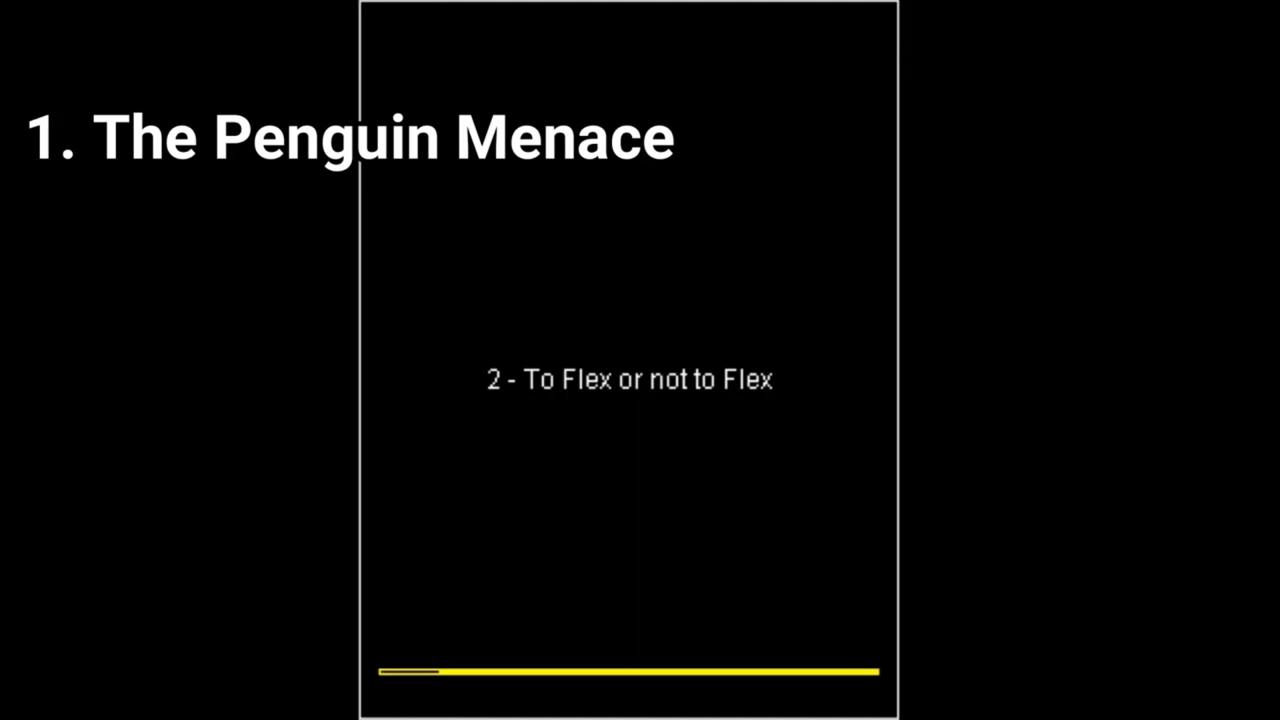 1. The Penguin Menace
2 - To Flex or not to Flex